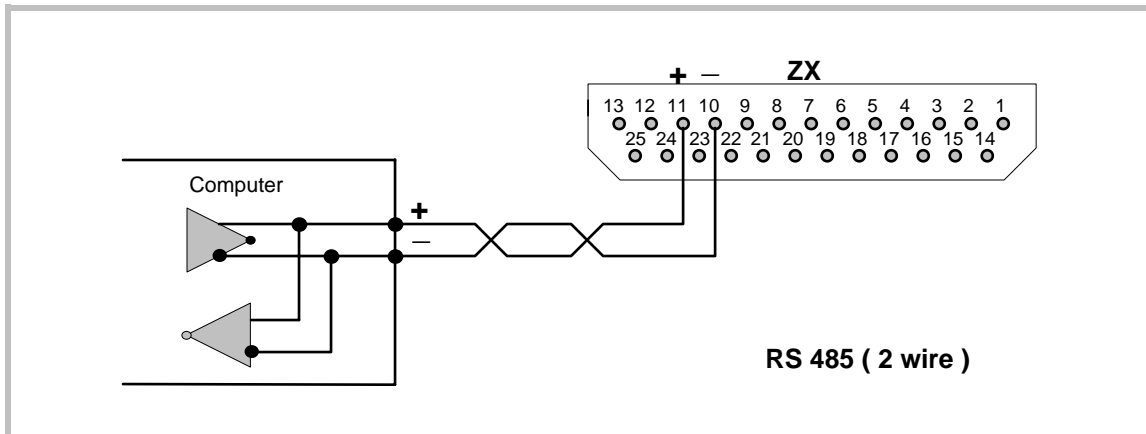 + – ZX
13 12 11 10 9 8 7 6 5 4 3 2 1
25 24 23 22 21 20 19 18 17 16 15 14
Computer
+
–
RS 485 ( 2 wire )